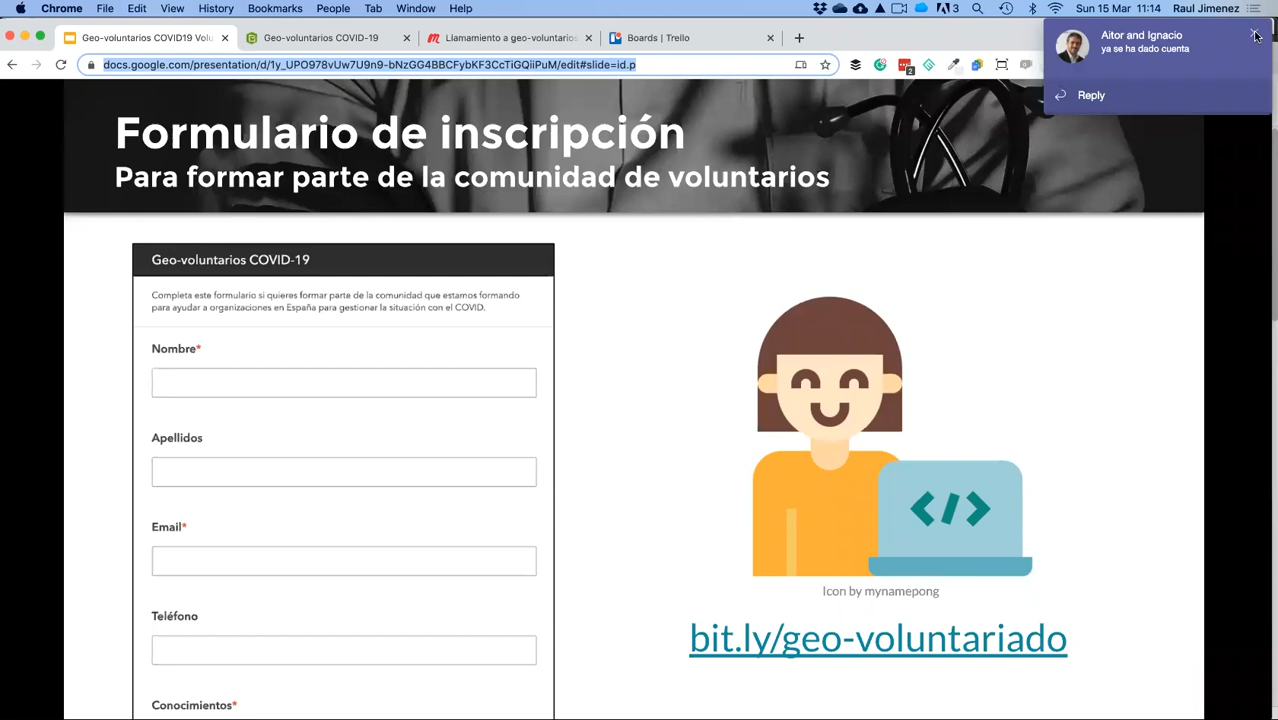 Chrome File Edit View History Bookmarks People Tab Window Help
3 Sun 15 Mar 11:14 Raul Jimenez
Geo-voluntarios COVID19 Volu
Geo-voluntarios COVID-19
Llamamiento a geo-voluntarios
Boards | Trello
docs.google.com/presentation/d/1y_UPO978vUw7U9n9-bNzGG4BBCFybKF3CcTiGQiiPuM/edit#slide=id.p
2
Aitor and Ignacio
ya se ha dado cuenta
Reply
Formulario de inscripción
Para formar parte de la comunidad de voluntarios
Geo-voluntarios COVID-19
Completa este formulario si quieres formar parte de la comunidad que estamos formando
para ayudar a organizaciones en España para gestionar la situación con el COVID.
Nombre*
Apellidos
Email*
Teléfono
Conocimientos*
Icon by mynamepong
bit.ly/geo-voluntariado